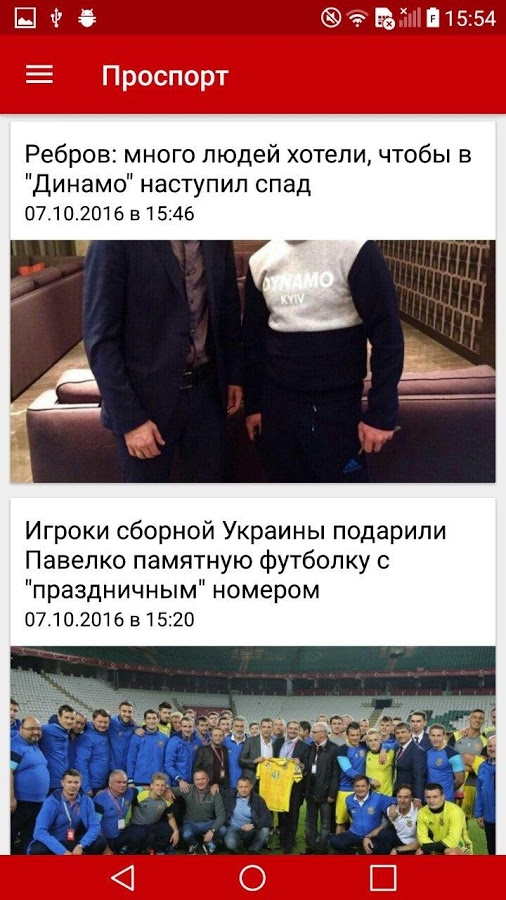 15:54
Проспорт
Ребров: много людей хотели, чтобы в
"Динамо" наступил спад
07.10.2016 в 15:46
DYNAMO
KYIV
Игроки сборной Украины подарили
Павелко памятную футболку с
"праздничным" номером
07.10.2016 в 15:20
41